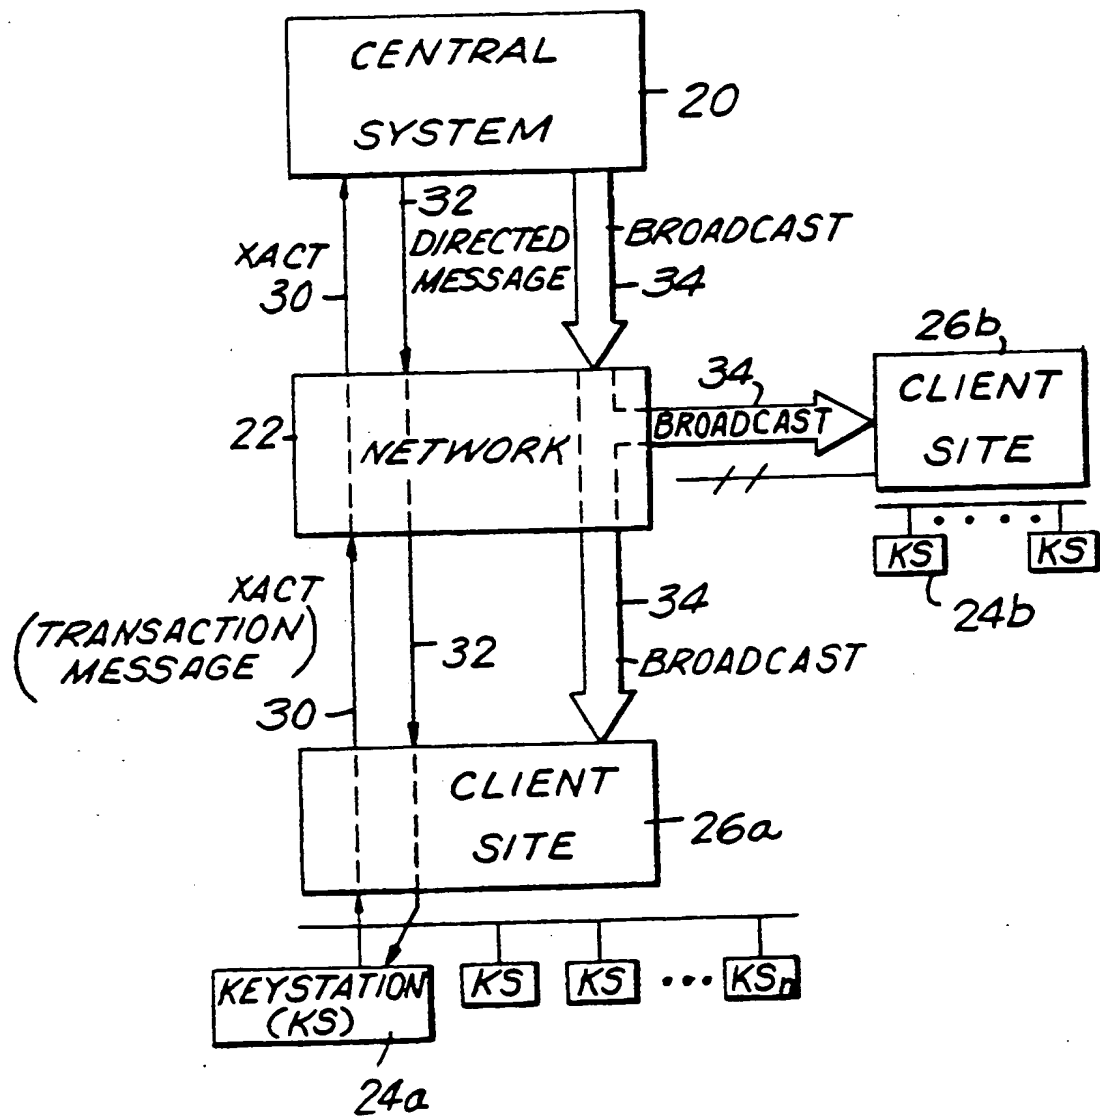 CENTRAL
SYSTEM
20
32
DIRECTED
MESSAGE
BROADCAST
34
XACT
30
26b
CLIENT
SITE
34
BROADCAST
22
NETWORK
KS
KS
24b
XACT
(TRANSACTION
MESSAGE)
30
32
34
BROADCAST
CLIENT
SITE
26a
KEYSTATION
(KS)
KS
KS
KSn
24a